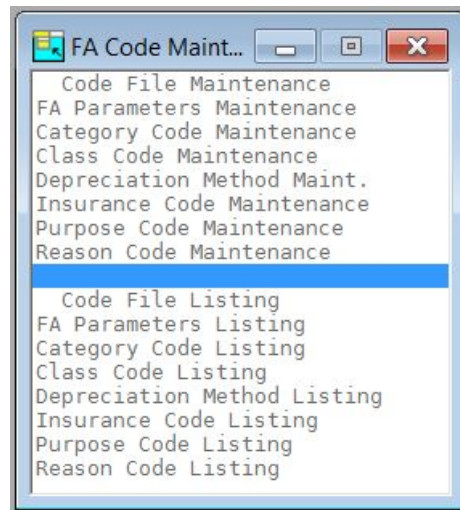 FA Code Maint...
Code File Maintenance
FA Parameters Maintenance
Category Code Maintenance
Class Code Maintenance
Depreciation Method Maint.
Insurance Code Maintenance
Purpose Code Maintenance
Reason Code Maintenance
Code File Listing
FA Parameters Listing
Category Code Listing
Class Code Listing
Depreciation Method Listing
Insurance Code Listing
Purpose Code Listing
Reason Code Listing